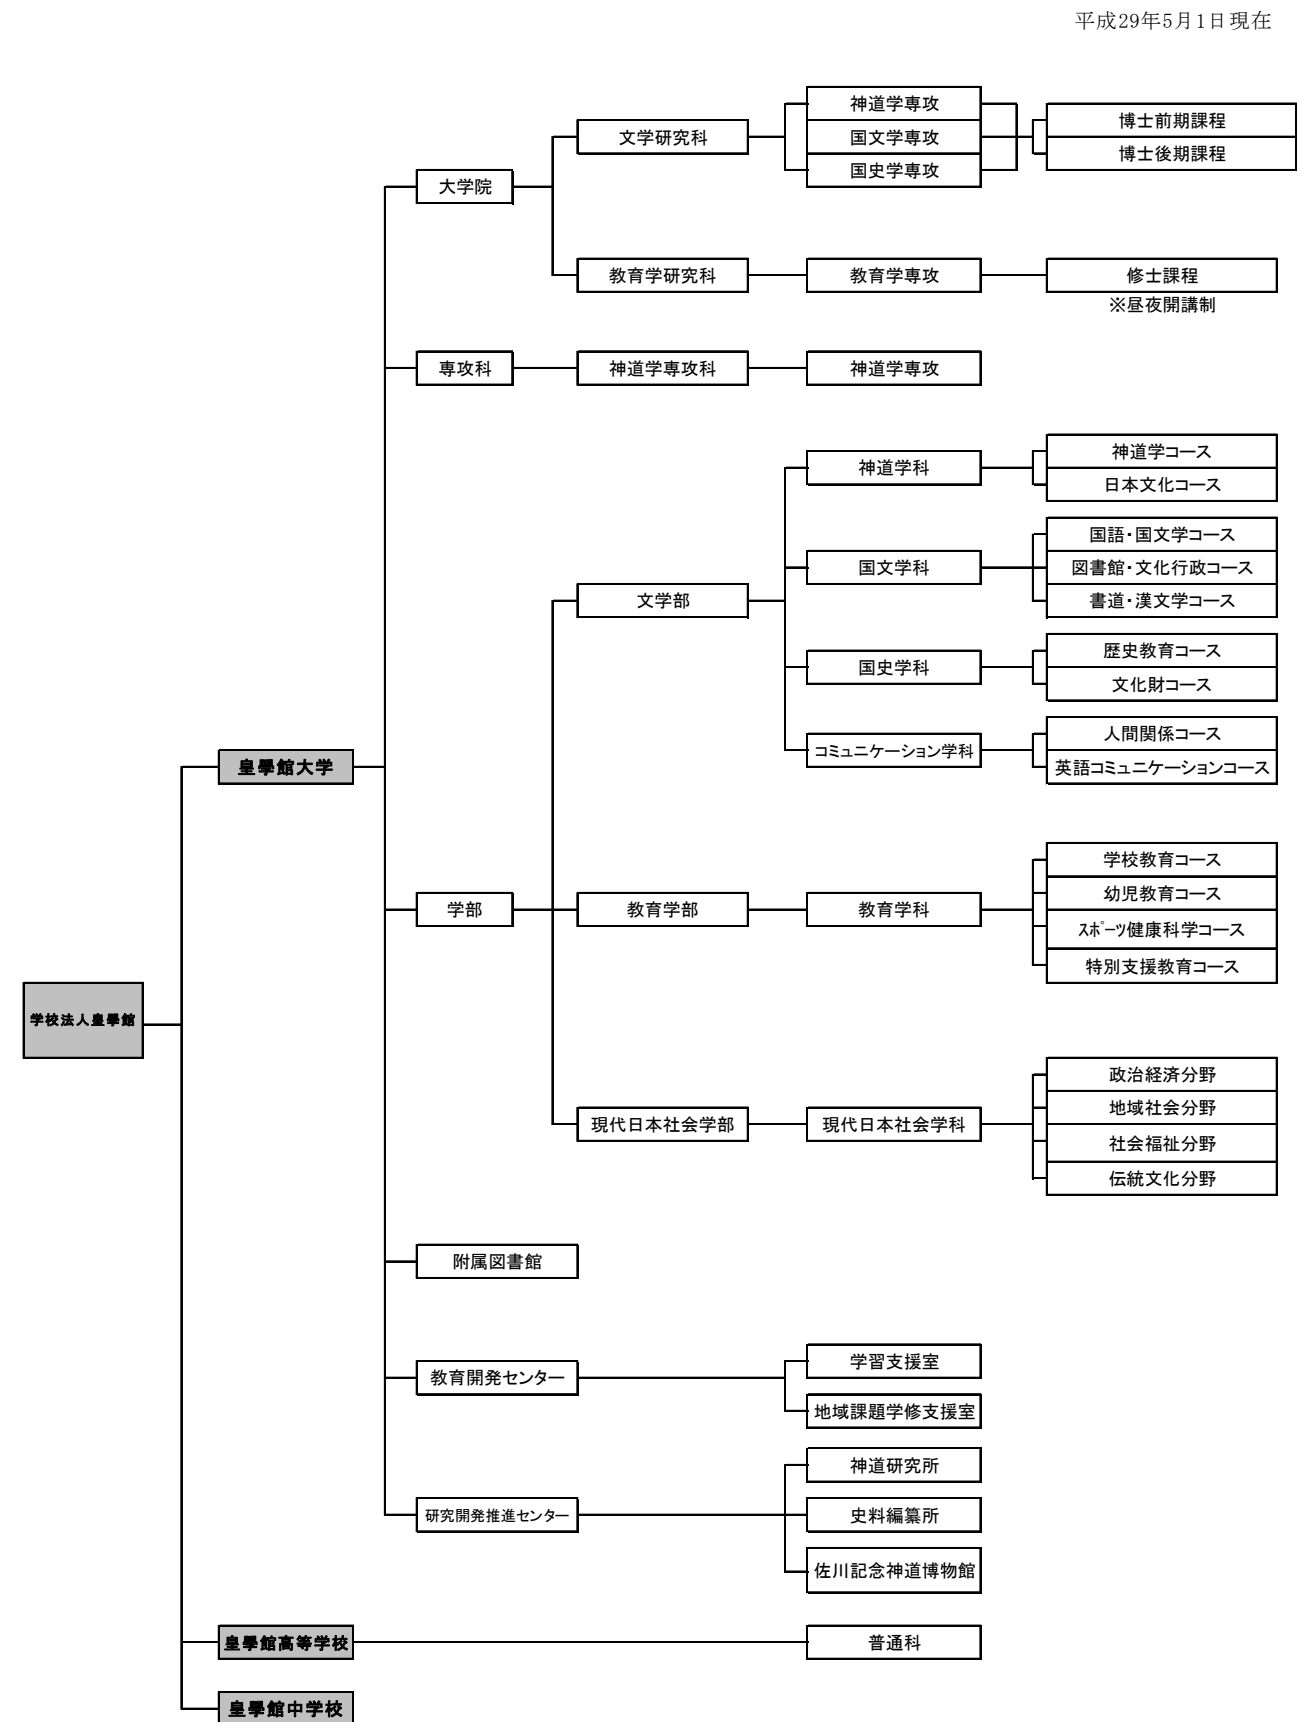 平成29年5月1日現在
神道学専攻
国文学専攻
国史学専攻
博士前期課程
博士後期課程
文学研究科
大学院
教育学研究科
教育学専攻
修士課程
※昼夜開講制
専攻科
神道学専攻科
神道学専攻
神道学科
神道学コース
日本文化コース
国文学科
国語・国文学コース
図書館・文化行政コース
書道・漢文学コース
文学部
国史学科
歴史教育コース
文化財コース
コミュニケーション学科
人間関係コース
英語コミュニケーションコース
皇學館大学
学部
教育学部
教育学科
学校教育コース
幼児教育コース
スポーツ健康科学コース
特別支援教育コース
学校法人皇學館
現代日本社会学部
現代日本社会学科
政治経済分野
地域社会分野
社会福祉分野
伝統文化分野
附属図書館
教育開発センター
学習支援室
地域課題学修支援室
研究開発推進センター
神道研究所
史料編纂所
佐川記念神道博物館
皇學館高等学校
普通科
皇學館中学校